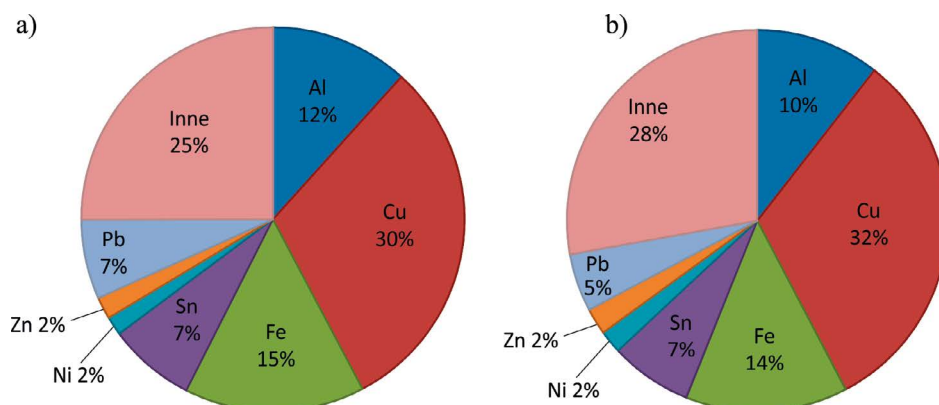 a)
Al
12%
Cu
30%
Fe
15%
Sn
7%
Ni 2%
Zn 2%
Pb
7%
Inne
25%
b)
Al
10%
Cu
32%
Fe
14%
Sn
7%
Ni 2%
Zn 2%
Pb
5%
Inne
28%